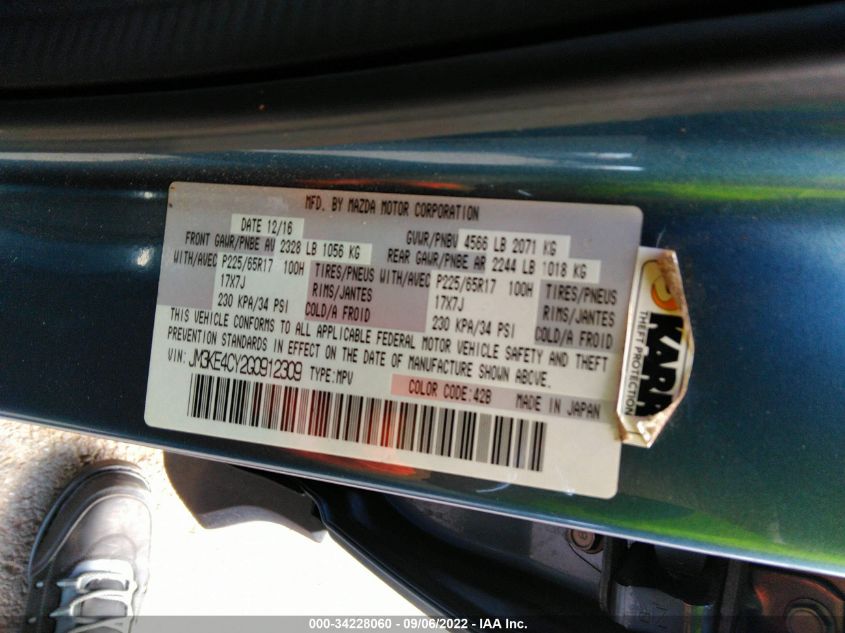 MFD. BY MAZDA MOTOR CORPORATION
DATE 12/16 GVWR/PNBV 4566 LB 2071 KG
FRONT GAWR/PNBE AV 2328 LB 1056 KG REAR GAWR/PNBE AR 2244 LB 1018 KG
WITH/AVEC P225/65R17 100H TIRES/PNEUS WITH/AVEC P225/65R17 100H TIRES/PNEUS
17X7J RIMS/JANTES 17X7J RIMS/JANTES
230 KPA/34 PSI COLD/A FROID 230 KPA/34 PSI COLD/A FROID
THIS VEHICLE CONFORMS TO ALL APPLICABLE FEDERAL MOTOR VEHICLE SAFETY AND THEFT
PREVENTION STANDARDS IN EFFECT ON THE DATE OF MANUFACTURE SHOWN ABOVE.
VIN: JM3KE4CY2G0912309 TYPE:MPV
COLOR CODE:42B MADE IN JAPAN
KARR
THEFT PROTECTION
000-34228060 - 09/06/2022 - IAA Inc.